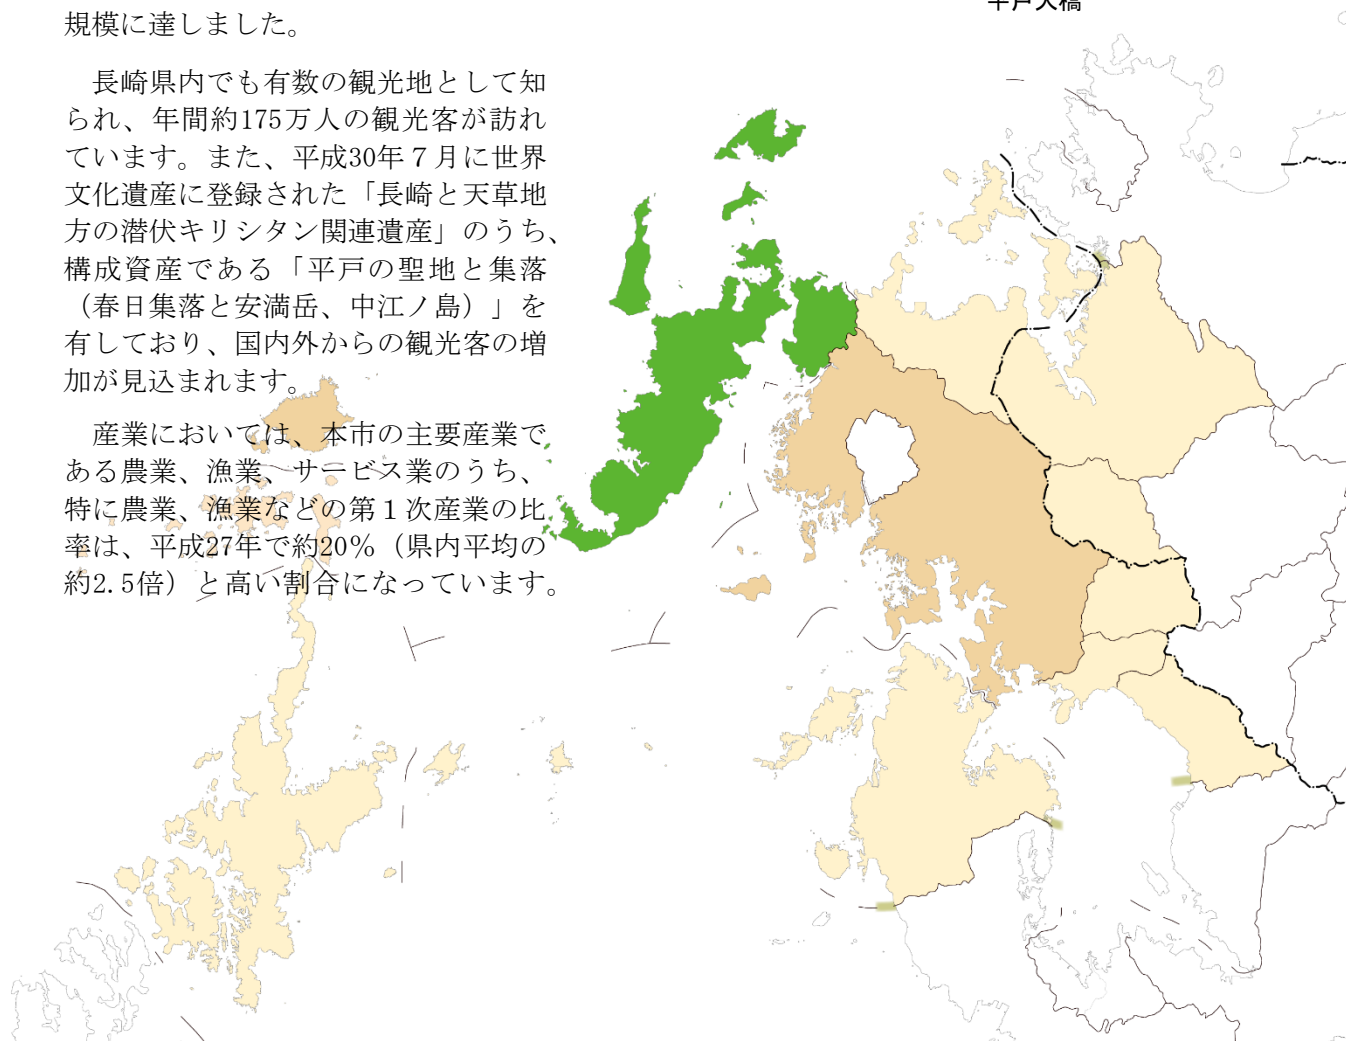 規模に達しました。
　長崎県内でも有数の観光地として知
られ、年間約175万人の観光客が訪れ
ています。また、平成30年７月に世界
文化遺産に登録された「長崎と天草地
方の潜伏キリシタン関連遺産」のうち、
構成資産である「平戸の聖地と集落
（春日集落と安満岳、中江ノ島）」を
有しており、国内外からの観光客の増
加が見込まれます。
　産業においては、本市の主要産業で
ある農業、漁業、サービス業のうち、
特に農業、漁業などの第１次産業の比
率は、平成27年で約20％（県内平均の
約2.5倍）と高い割合になっています。
平戸大橋